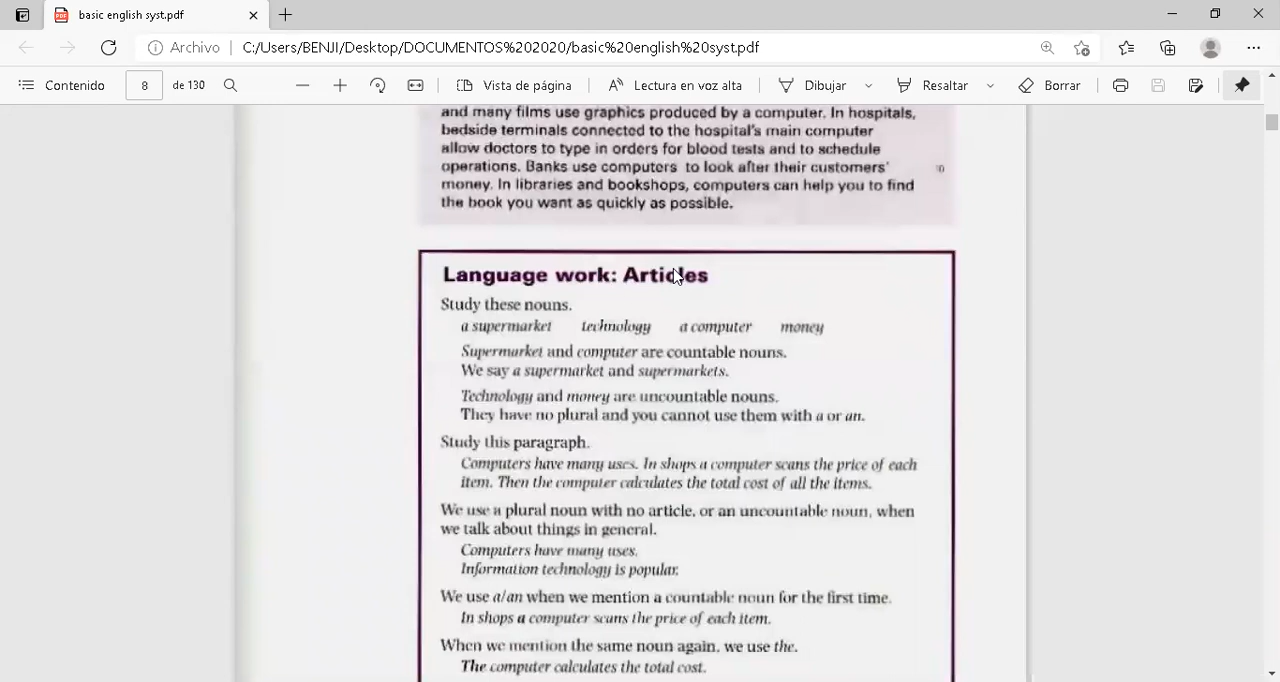 basic english syst.pdf
Archivo C:/Users/BENJI/Desktop/DOCUMENTOS%202020/basic%20english%20syst.pdf
Contenido 8 de 130 Vista de página Lectura en voz alta Dibujar Resaltar Borrar
and many films use graphics produced by a computer. In hospitals,
bedside terminals connected to the hospital's main computer
allow doctors to type in orders for blood tests and to schedule
operations. Banks use computers to look after their customers' 10
money. In libraries and bookshops, computers can help you to find
the book you want as quickly as possible.
Language work: Articles
Study these nouns.
a supermarket technology a computer money
Supermarket and computer are countable nouns.
We say a supermarket and supermarkets.
Technology and money are uncountable nouns.
They have no plural and you cannot use them with a or an.
Study this paragraph.
Computers have many uses. In shops a computer scans the price of each
item. Then the computer calculates the total cost of all the items.
We use a plural noun with no article, or an uncountable noun, when
we talk about things in general.
Computers have many uses.
Information technology is popular.
We use a/an when we mention a countable noun for the first time.
In shops a computer scans the price of each item.
When we mention the same noun again, we use the.
The computer calculates the total cost.